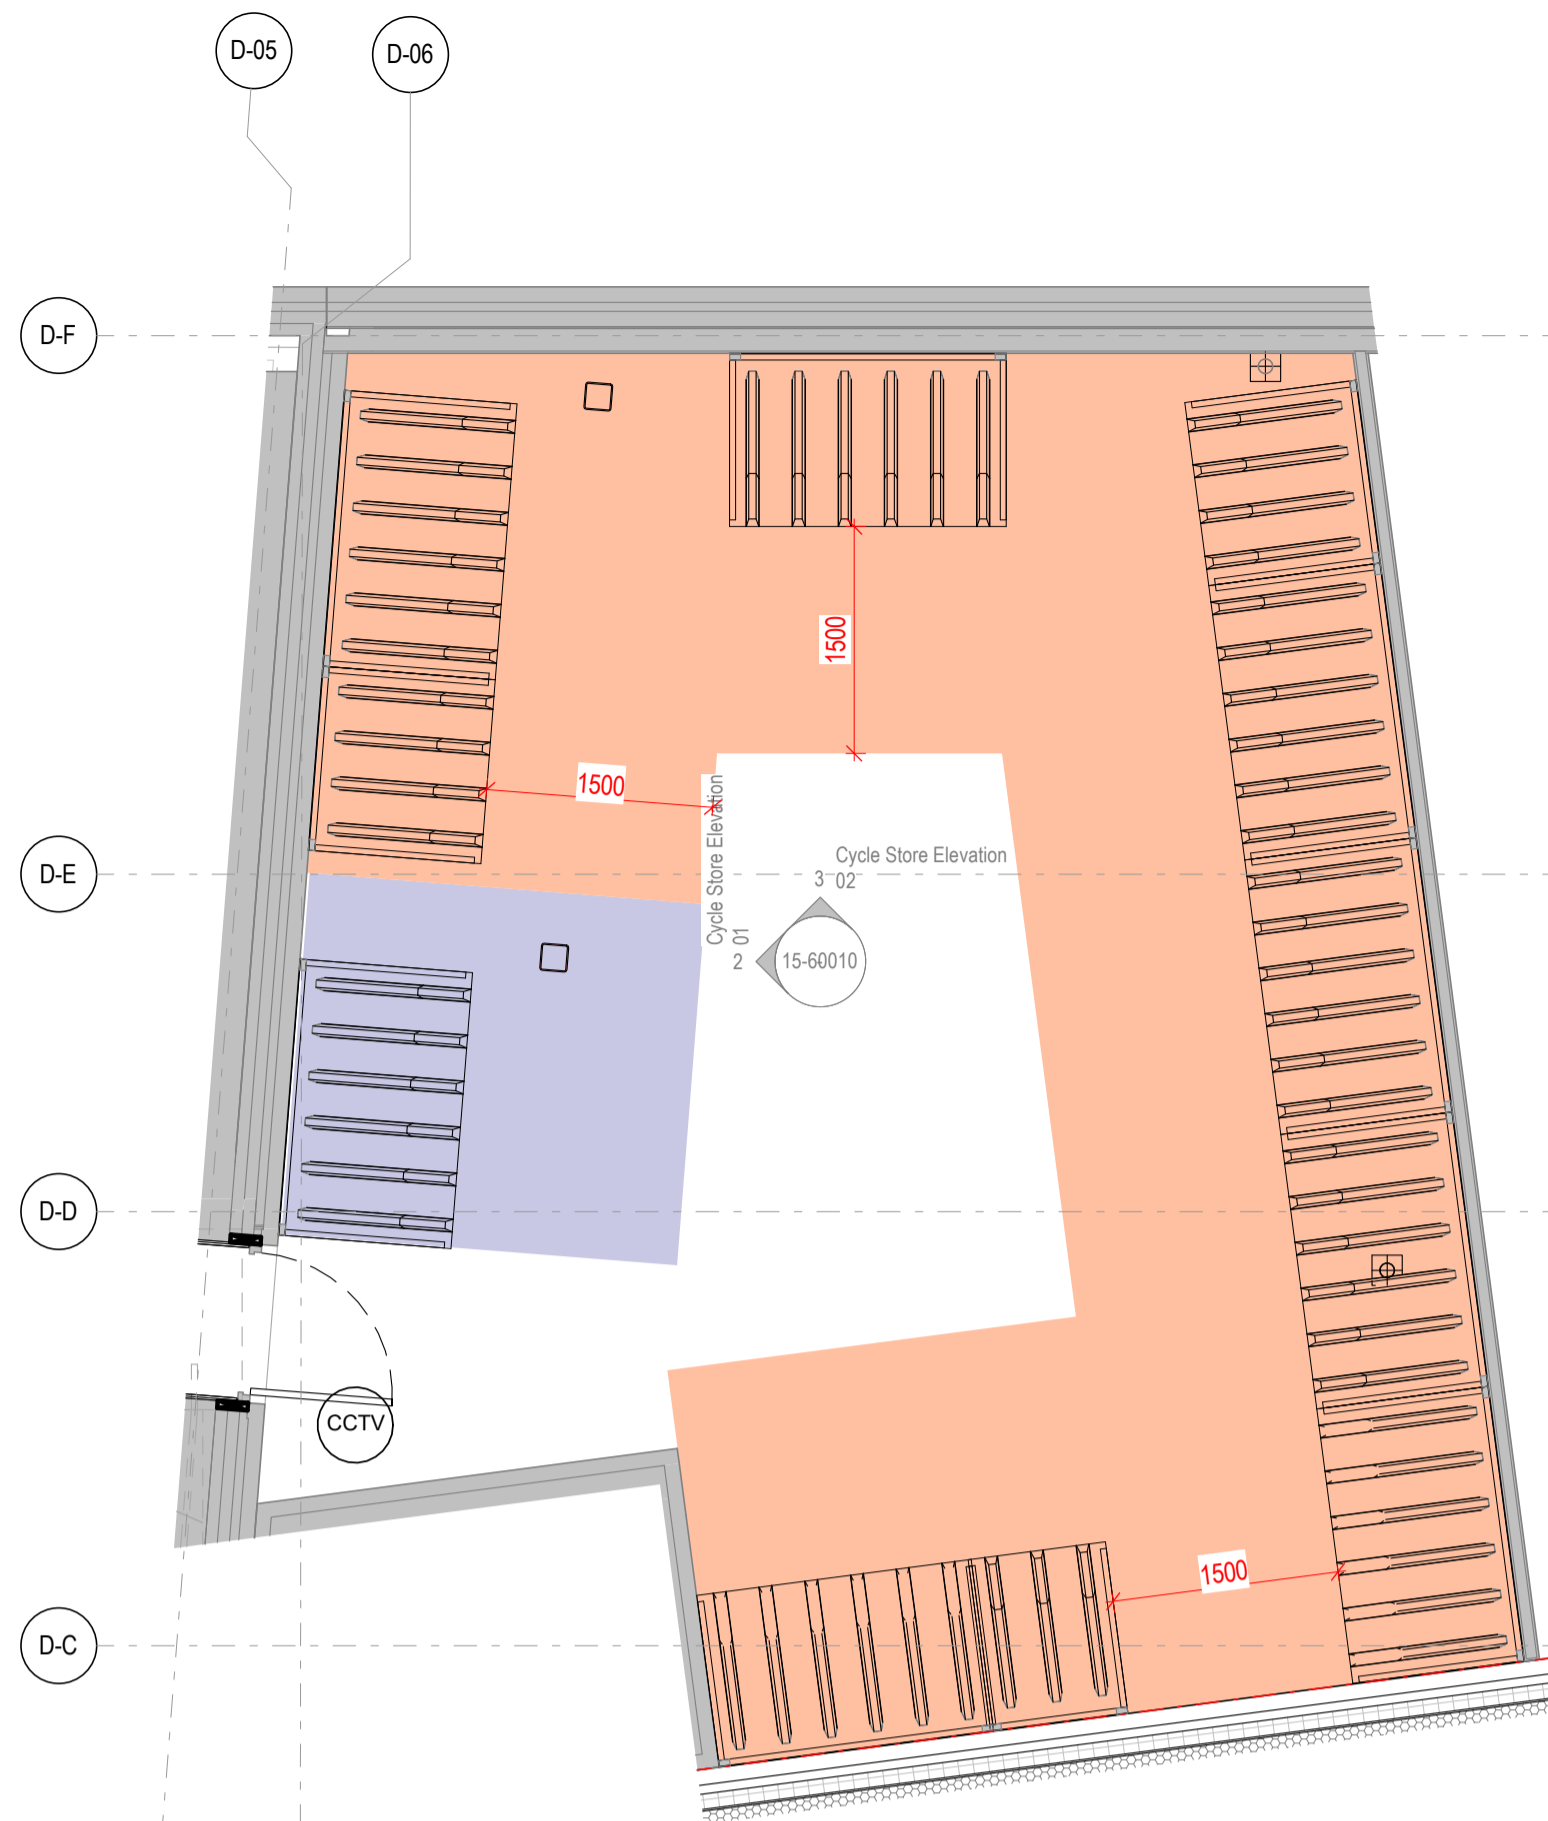 D-05
D-06
D-F
1500
1500
Cycle Store Elevation
01
2
Cycle Store Elevation
3 02
D-E
15-60010
D-D
CCTV
1500
D-C